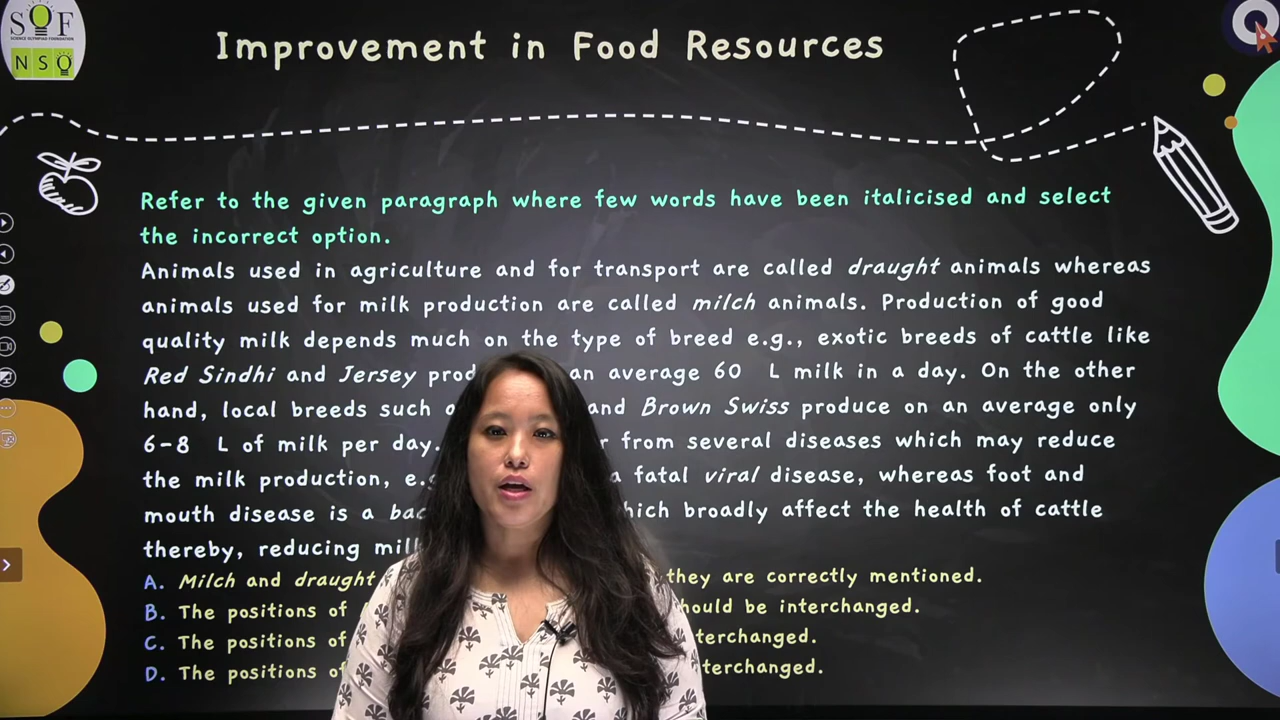 SOF
SCIENCE OLYMPIAD FOUNDATION
NSO
Improvement in Food Resources
Refer to the given paragraph where few words have been italicised and select
the incorrect option.
Animals used in agriculture and for transport are called draught animals whereas
animals used for milk production are called milch animals. Production of good
quality milk depends much on the type of breed e.g., exotic breeds of cattle like
Red Sindhi and Jersey an average 60 L milk in a day. On the other
hand, local breeds such and Brown Swiss produce on an average only
6-8 L of milk per day. from several diseases which may reduce
the milk production, a fatal viral disease, whereas foot and
mouth disease is a broadly affect the health of cattle
thereby, reducing
A. Milch and draught they are correctly mentioned.
B. The positions of should be interchanged.
C. The positions of
D. The positions of